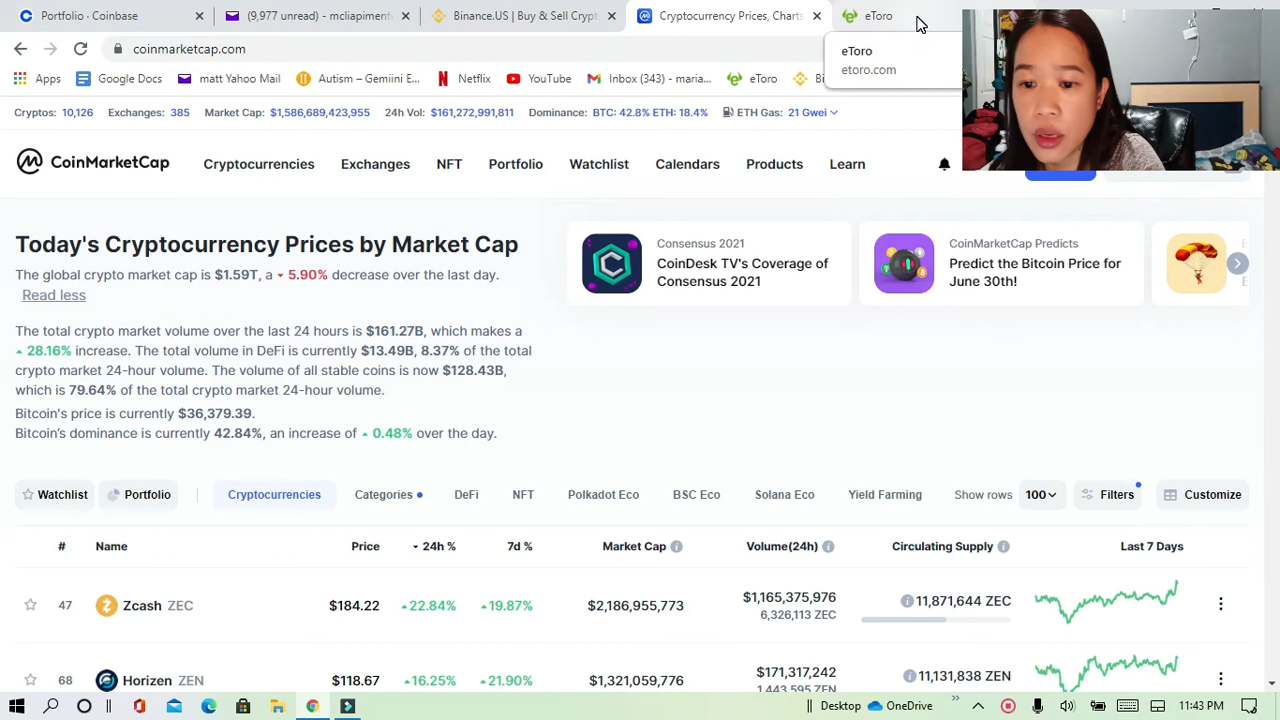 Portfolio - Coinbase
(9,977 unread) - mclapimenter
Binance.US | Buy & Sell Crypt
Cryptocurrency Prices, Charts
eToro
coinmarketcap.com
eToro
etoro.com
Apps
Google Docs
matt Yahoo Mail
Autism – Gemiini E...
Netflix
YouTube
Inbox (343) - maria...
eToro
Cryptos: 10,126
Exchanges: 385
Market Cap: $1,586,689,423,955
24h Vol: $161,272,991,811
Dominance: BTC: 42.8% ETH: 18.4%
ETH Gas: 21 Gwei
CoinMarketCap
Cryptocurrencies
Exchanges
NFT
Portfolio
Watchlist
Calendars
Products
Learn
Today's Cryptocurrency Prices by Market Cap
The global crypto market cap is $1.59T, a 5.90% decrease over the last day.
Read less
Consensus 2021
CoinDesk TV's Coverage of
Consensus 2021
CoinMarketCap Predicts
Predict the Bitcoin Price for
June 30th!
The total crypto market volume over the last 24 hours is $161.27B, which makes a
28.16% increase. The total volume in DeFi is currently $13.49B, 8.37% of the total
crypto market 24-hour volume. The volume of all stable coins is now $128.43B,
which is 79.64% of the total crypto market 24-hour volume.
Bitcoin's price is currently $36,379.39.
Bitcoin's dominance is currently 42.84%, an increase of 0.48% over the day.
Watchlist
Portfolio
Cryptocurrencies
Categories
DeFi
NFT
Polkadot Eco
BSC Eco
Solana Eco
Yield Farming
Show rows
100
Filters
Customize
# Name Price 24h % 7d % Market Cap Volume(24h) Circulating Supply Last 7 Days
47 Zcash ZEC $184.22 22.84% 19.87% $2,186,955,773 $1,165,375,976 11,871,644 ZEC
6,326,113 ZEC
68 Horizen ZEN $118.67 16.25% 21.90% $1,321,059,776 $171,317,242 11,131,838 ZEN
1,443,595 ZEN
Desktop
OneDrive
11:43 PM